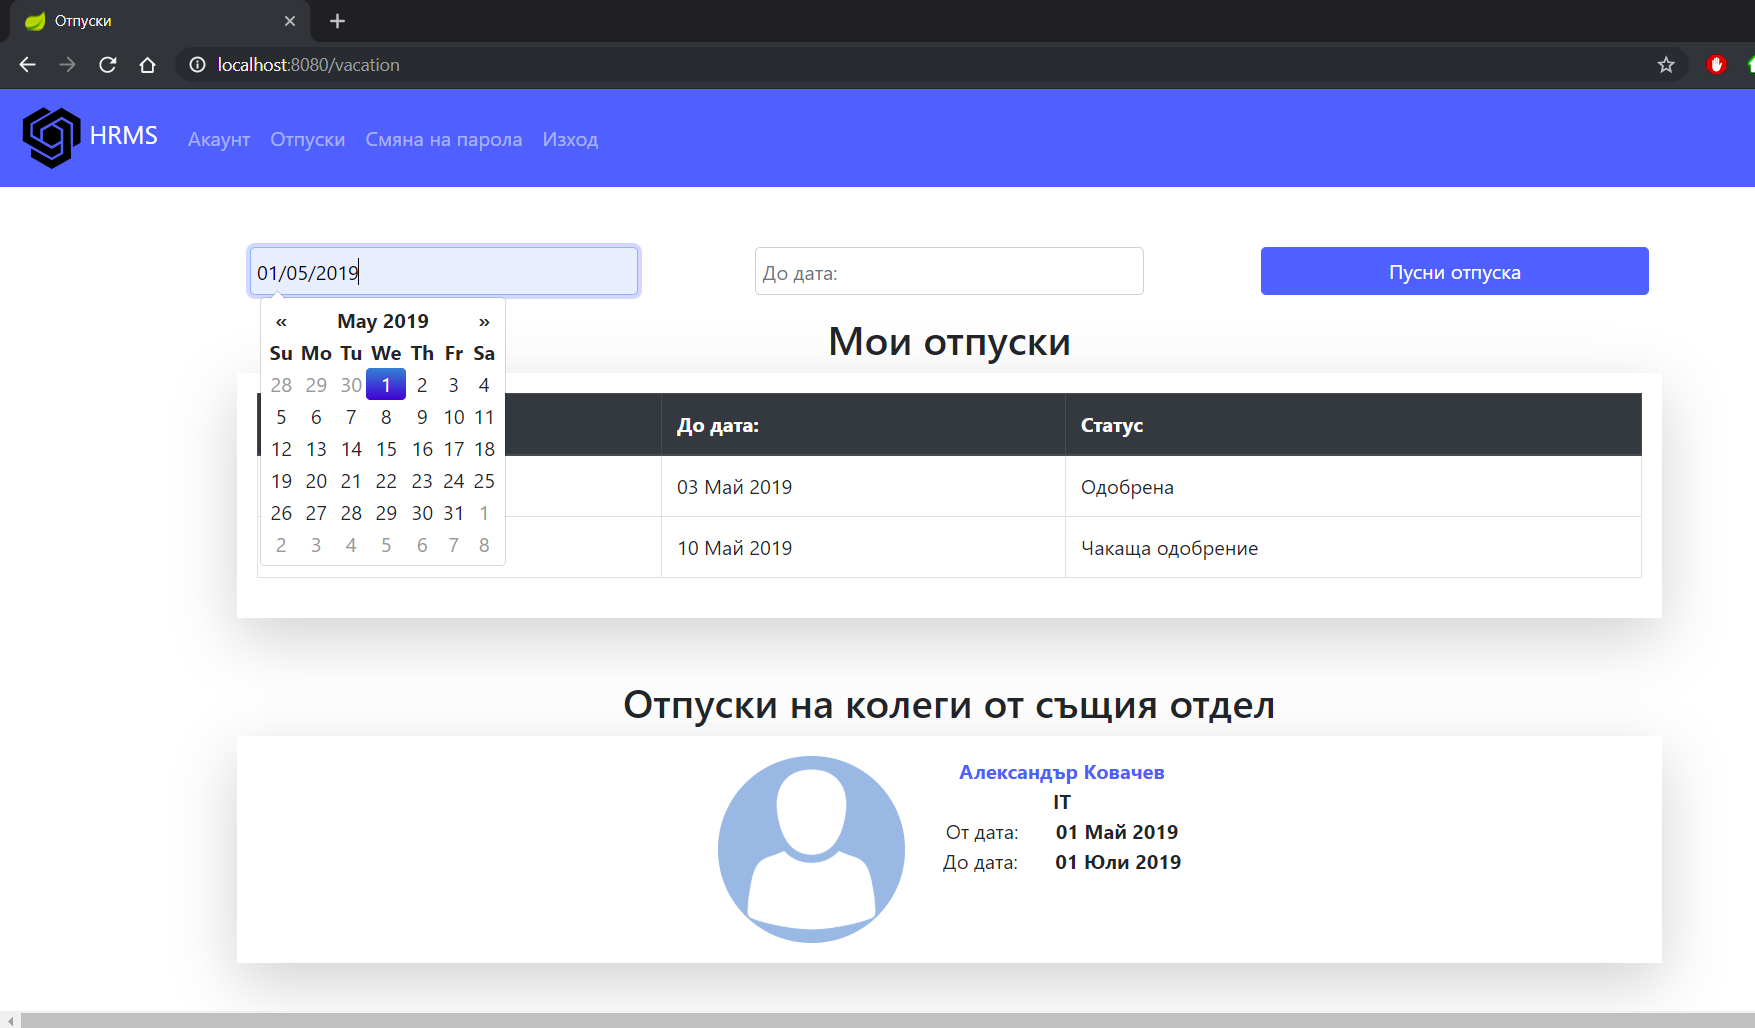 Отпуски
localhost:8080/vacation
HRMS Акаунт Отпуски Смяна на парола Изход
01/05/2019 До дата: Пусни отпуска
« May 2019 »
Su Mo Tu We Th Fr Sa
28 29 30 1 2 3 4
5 6 7 8 9 10 11
12 13 14 15 16 17 18
19 20 21 22 23 24 25
26 27 28 29 30 31 1
2 3 4 5 6 7 8
Мои отпуски
До дата: Статус
03 Май 2019 Одобрена
10 Май 2019 Чакаща одобрение
Отпуски на колеги от същия отдел
Александър Ковачев
IT
От дата: 01 Май 2019
До дата: 01 Юли 2019